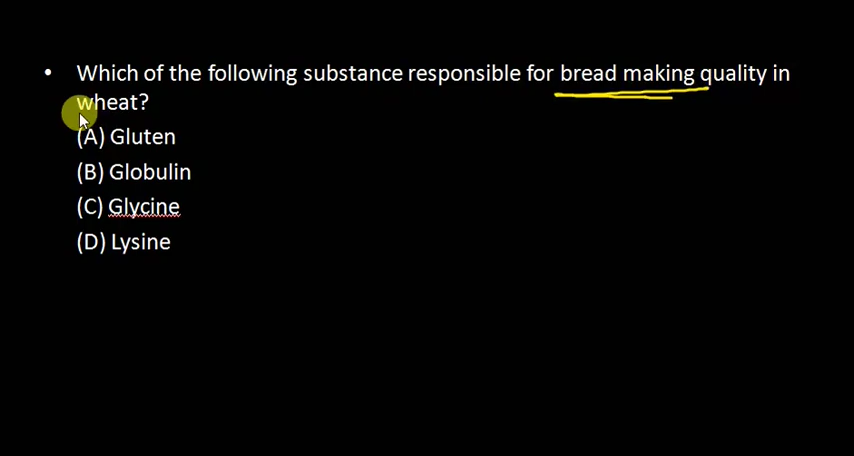 • Which of the following substance responsible for bread making quality in
wheat?
(A) Gluten
(B) Globulin
(C) Glycine
(D) Lysine